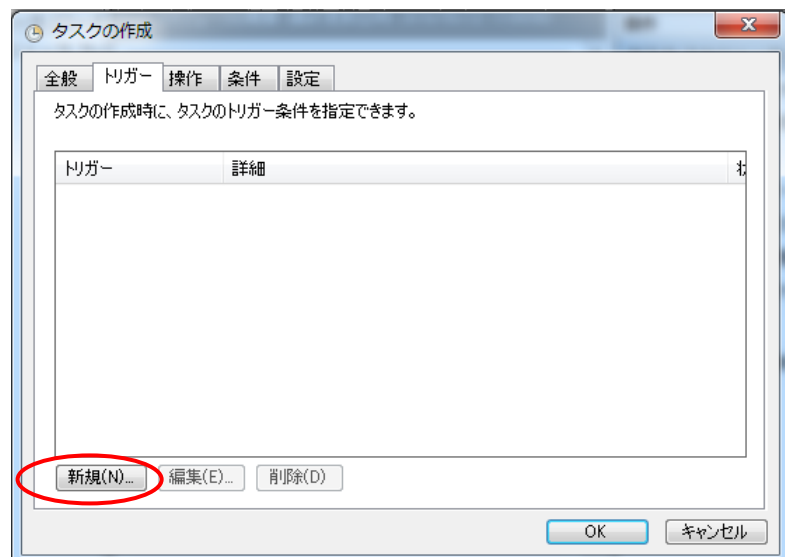 タスクの作成
全般 トリガー 操作 条件 設定
タスクの作成時に、タスクのトリガー条件を指定できます。
トリガー 詳細
新規(N)... 編集(E)... 削除(D)
OK キャンセル